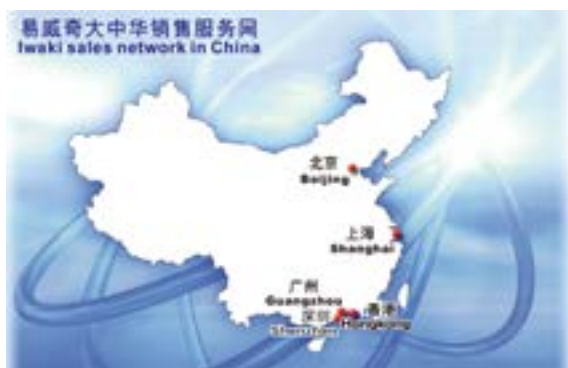 易威奇大中华销售服务网
Iwaki sales network in China
北京
Beijing
上海
Shanghai
广州
Guangzhou
深圳
香港
Shenzhen
Hongkong